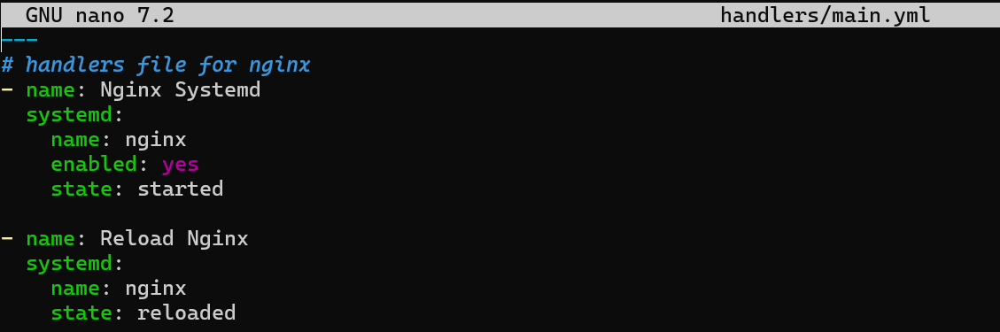 GNU nano 7.2 handlers/main.yml
---
# handlers file for nginx
- name: Nginx Systemd
  systemd:
    name: nginx
    enabled: yes
    state: started

- name: Reload Nginx
  systemd:
    name: nginx
    state: reloaded